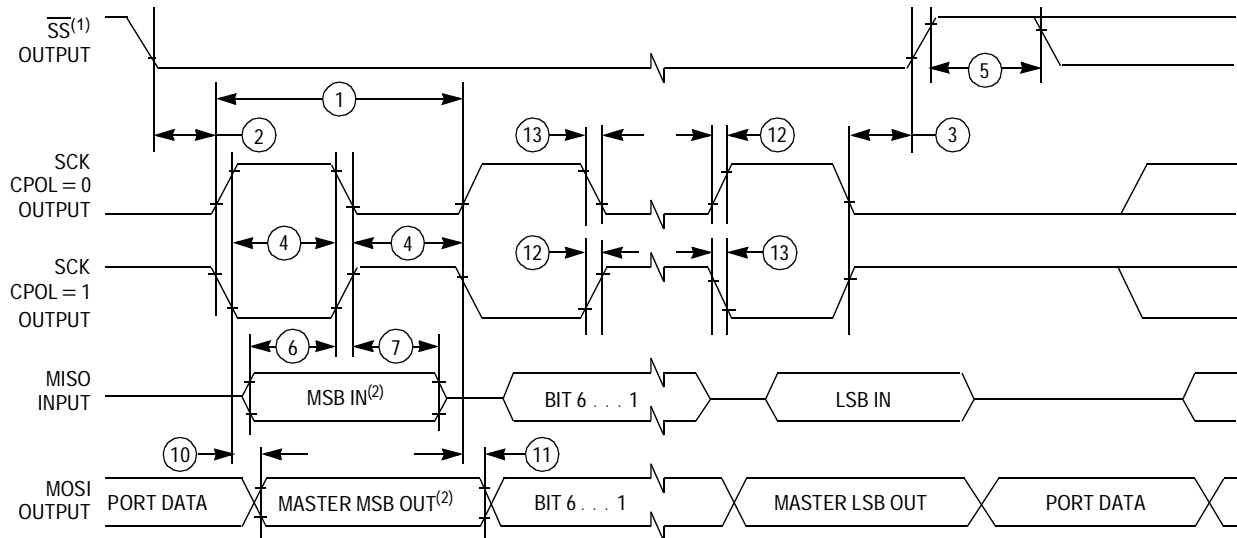 SS(1)
OUTPUT
5
1
2
13
12
3
SCK
CPOL = 0
OUTPUT
4
4
12
13
SCK
CPOL = 1
OUTPUT
6
7
MISO
INPUT
MSB IN(2)
BIT 6 . . . 1
LSB IN
10
11
MOSI
OUTPUT
PORT DATA
MASTER MSB OUT(2)
BIT 6 . . . 1
MASTER LSB OUT
PORT DATA